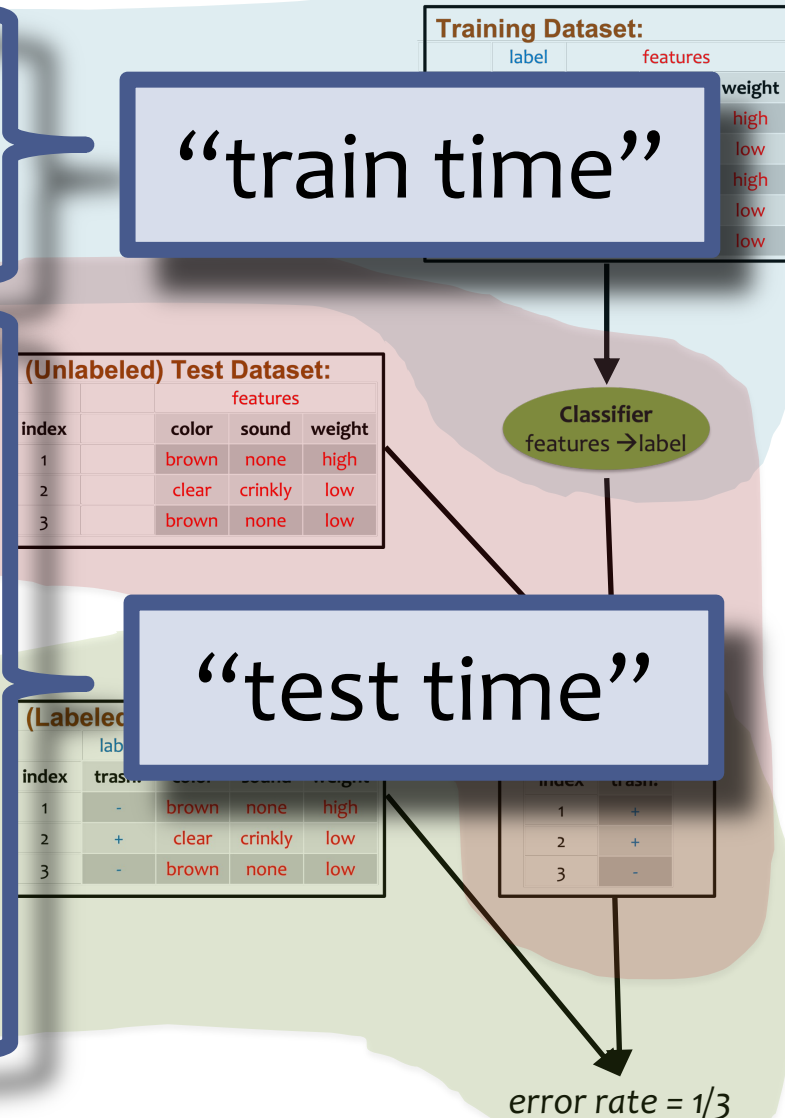 Training Dataset:
label features
weight
high
low
high
low
low
“train time”
(Unlabeled) Test Dataset:
features
index color sound weight
1 brown none high
2 clear crinkly low
3 brown none low
Classifier
features →label
“test time”
index
1 - brown none high
2 + clear crinkly low
3 - brown none low
index
1 +
2 +
3 -
error rate = 1/3